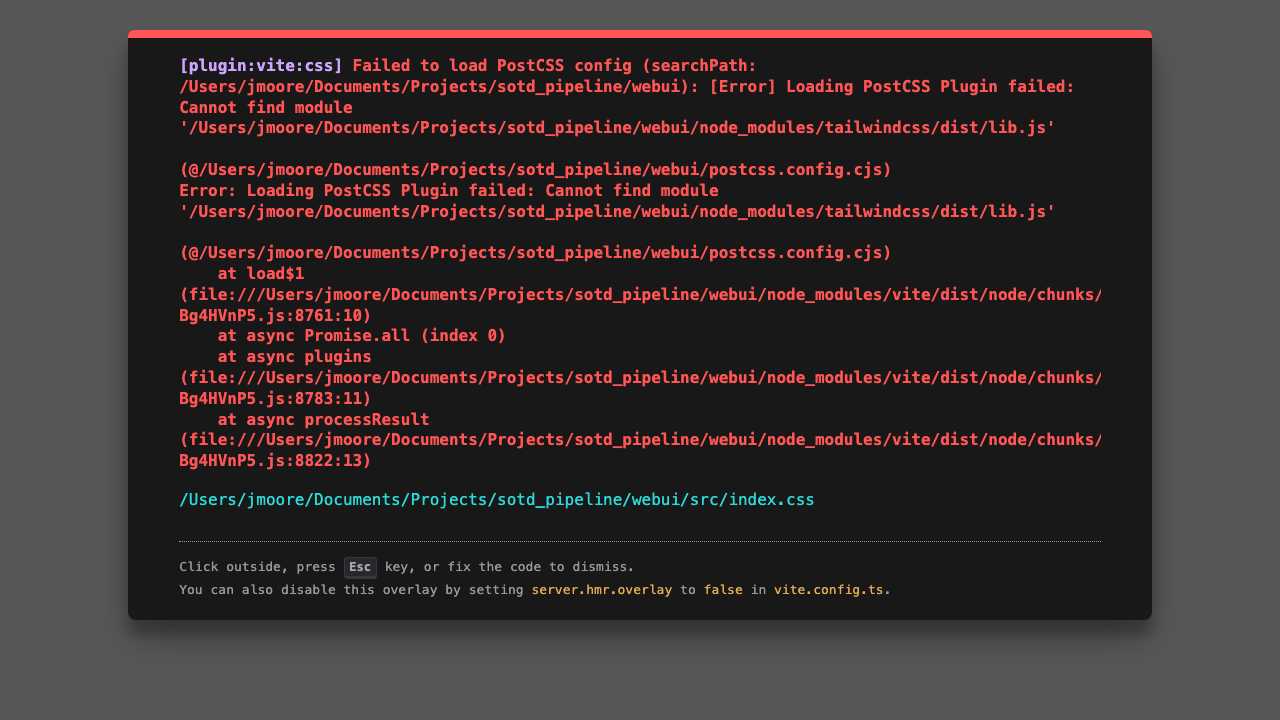 [plugin:vite:css] Failed to load PostCSS config (searchPath:
/Users/jmoore/Documents/Projects/sotd_pipeline/webui): [Error] Loading PostCSS Plugin failed:
Cannot find module
'/Users/jmoore/Documents/Projects/sotd_pipeline/webui/node_modules/tailwindcss/dist/lib.js'

(@/Users/jmoore/Documents/Projects/sotd_pipeline/webui/postcss.config.cjs)
Error: Loading PostCSS Plugin failed: Cannot find module
'/Users/jmoore/Documents/Projects/sotd_pipeline/webui/node_modules/tailwindcss/dist/lib.js'

(@/Users/jmoore/Documents/Projects/sotd_pipeline/webui/postcss.config.cjs)
    at load$1
(file:///Users/jmoore/Documents/Projects/sotd_pipeline/webui/node_modules/vite/dist/node/chunks/
Bg4HVnP5.js:8761:10)
    at async Promise.all (index 0)
    at async plugins
(file:///Users/jmoore/Documents/Projects/sotd_pipeline/webui/node_modules/vite/dist/node/chunks/
Bg4HVnP5.js:8783:11)
    at async processResult
(file:///Users/jmoore/Documents/Projects/sotd_pipeline/webui/node_modules/vite/dist/node/chunks/
Bg4HVnP5.js:8822:13)

/Users/jmoore/Documents/Projects/sotd_pipeline/webui/src/index.css

Click outside, press Esc key, or fix the code to dismiss.
You can also disable this overlay by setting server.hmr.overlay to false in vite.config.ts.